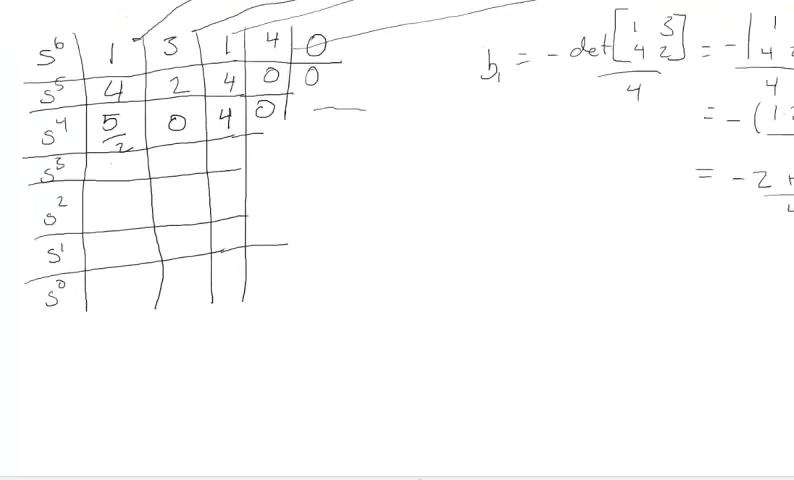 s⁶ 1 3 1 4 0
s⁵ 4 2 4 0 0
s⁴ 5/2 0 4 0
s³
s²
s¹
s⁰
b₁ = - det[1 3
4 2] / 4 = - |1
4 / 4
= - (1·
= - 2 +